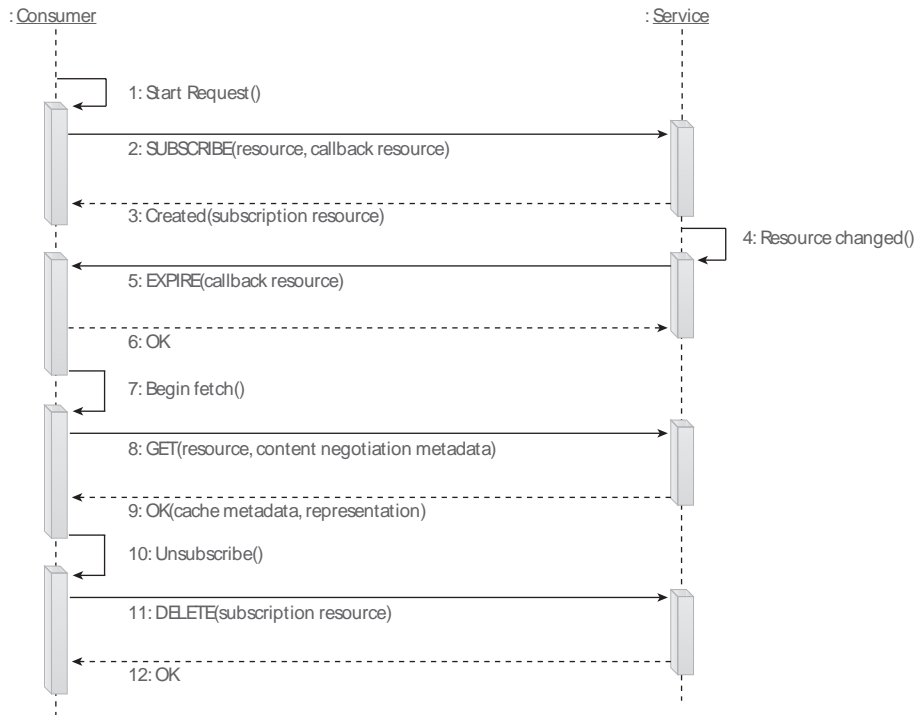 : Consumer
: Service
1: Start Request()
2: SUBSCRIBE(resource, callback resource)
3: Created(subscription resource)
4: Resource changed()
5: EXPIRE(callback resource)
6: OK
7: Begin fetch()
8: GET(resource, content negotiation metadata)
9: OK(cache metadata, representation)
10: Unsubscribe()
11: DELETE(subscription resource)
12: OK